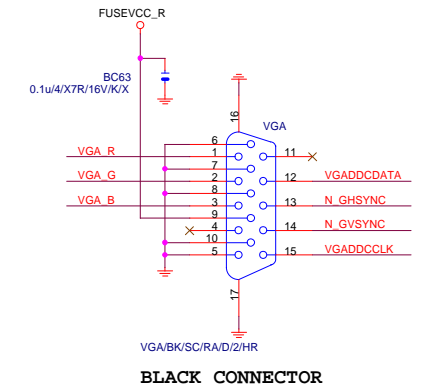 FUSEVCC_R
BC63
0.1u/4/X7R/16V/K/X
16
VGA
6
VGA_R 1 11
7
VGA_G 2 12 VGADDCDATA
8
VGA_B 3 13 N_GHSYNC
9
4 14 N_GVSYNC
10
5 15 VGADDCCLK
17
VGA/BK/SC/RA/D/2/HR
BLACK CONNECTOR